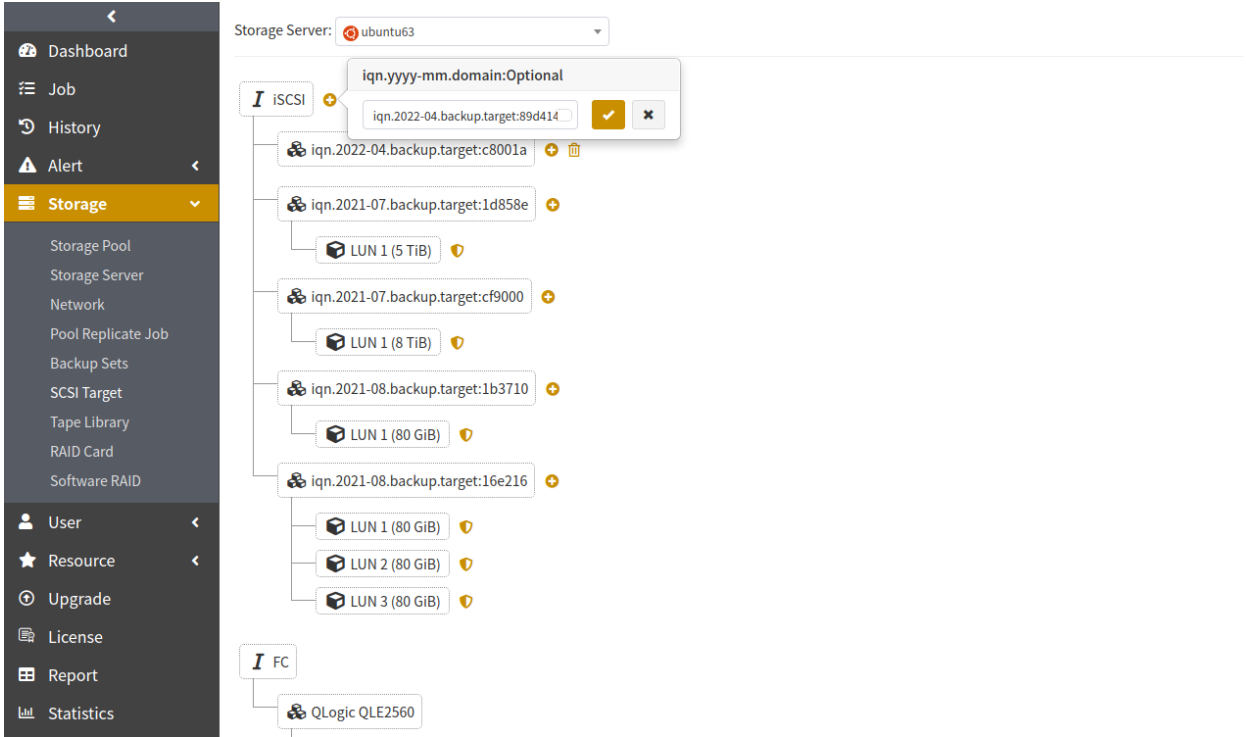 Storage Server: ubuntu63
Dashboard
Job
History
Alert
Storage
Storage Pool
Storage Server
Network
Pool Replicate Job
Backup Sets
SCSI Target
Tape Library
RAID Card
Software RAID
User
Resource
Upgrade
License
Report
Statistics
iqn.yyyy-mm.domain:Optional
iqn.2022-04.backup.target:89d414
iSCSI
iqn.2022-04.backup.target:c8001a
iqn.2021-07.backup.target:1d858e
LUN 1 (5 TiB)
iqn.2021-07.backup.target:cf9000
LUN 1 (8 TiB)
iqn.2021-08.backup.target:1b3710
LUN 1 (80 GiB)
iqn.2021-08.backup.target:16e216
LUN 1 (80 GiB)
LUN 2 (80 GiB)
LUN 3 (80 GiB)
FC
QLogic QLE2560